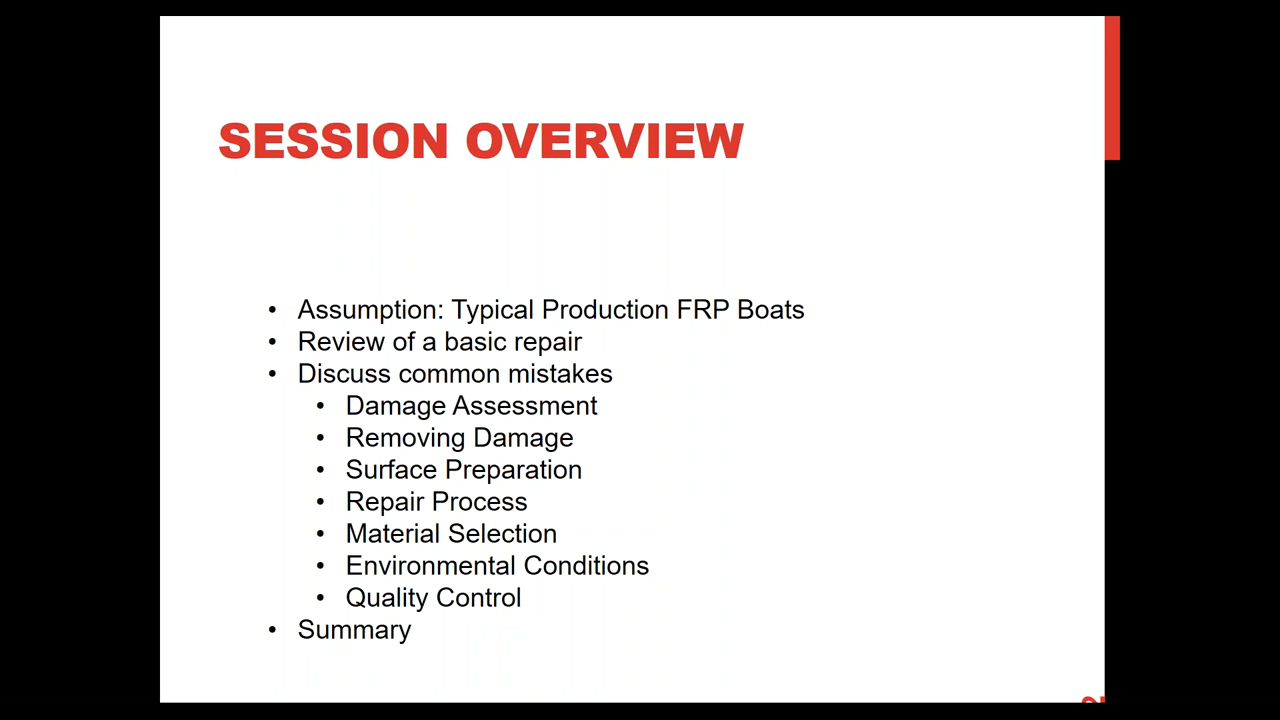 SESSION OVERVIEW
• Assumption: Typical Production FRP Boats
• Review of a basic repair
• Discuss common mistakes
• Damage Assessment
• Removing Damage
• Surface Preparation
• Repair Process
• Material Selection
• Environmental Conditions
• Quality Control
• Summary